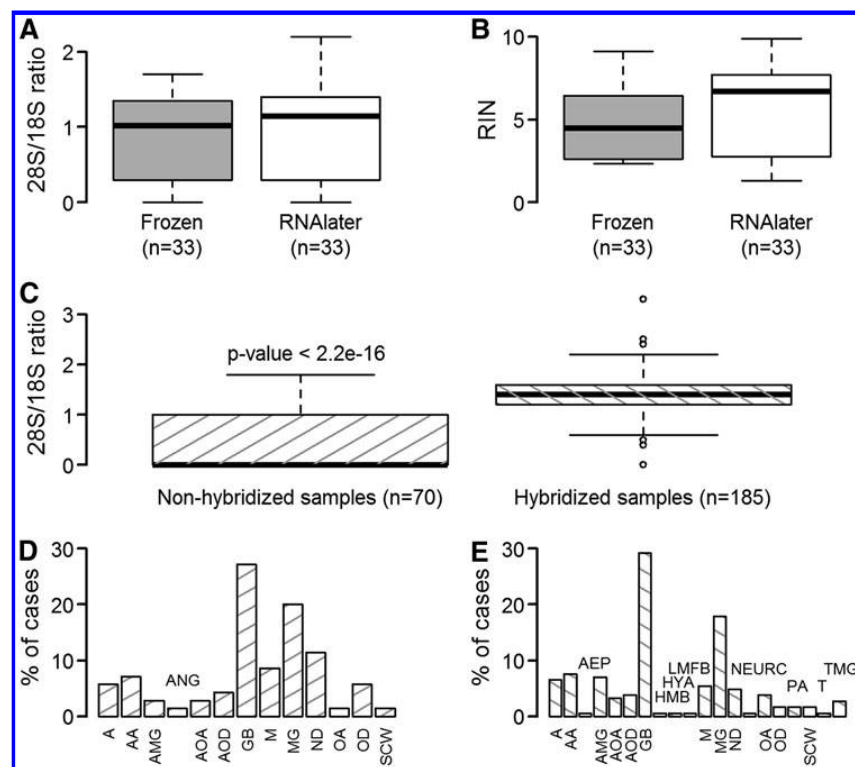 A
28S/18S ratio
2
1
0
Frozen
(n=33)
RNAlater
(n=33)
B
RIN
10
5
0
Frozen
(n=33)
RNAlater
(n=33)
C
28S/18S ratio
3
2
1
0
p-value < 2.2e-16
Non-hybridized samples (n=70)
Hybridized samples (n=185)
D
% of cases
30
20
10
0
ANG
A
AA
AMG
AOA
AOD
GB
M
MG
ND
OA
OD
SCW
E
% of cases
30
20
10
0
AEP
LMFB
HYA
HMB
NEURC
PA
T
TMG
A
AA
AMG
AOA
AOD
GB
M
MG
ND
OA
OD
SCW